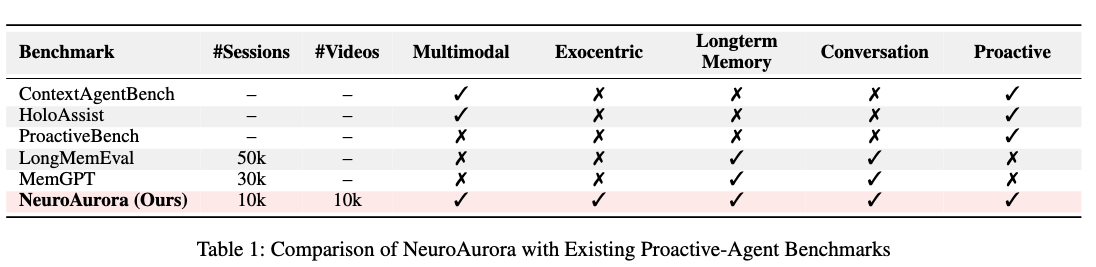 Benchmark #Sessions #Videos Multimodal Exocentric Longterm Memory Conversation Proactive
ContextAgentBench – – ✓ ✗ ✗ ✗ ✓
HoloAssist – – ✓ ✗ ✗ ✗ ✓
ProactiveBench – – ✗ ✗ ✗ ✗ ✓
LongMemEval 50k – ✗ ✗ ✓ ✓ ✗
MemGPT 30k – ✗ ✗ ✓ ✓ ✗
NeuroAurora (Ours) 10k 10k ✓ ✓ ✓ ✓ ✓
Table 1: Comparison of NeuroAurora with Existing Proactive-Agent Benchmarks